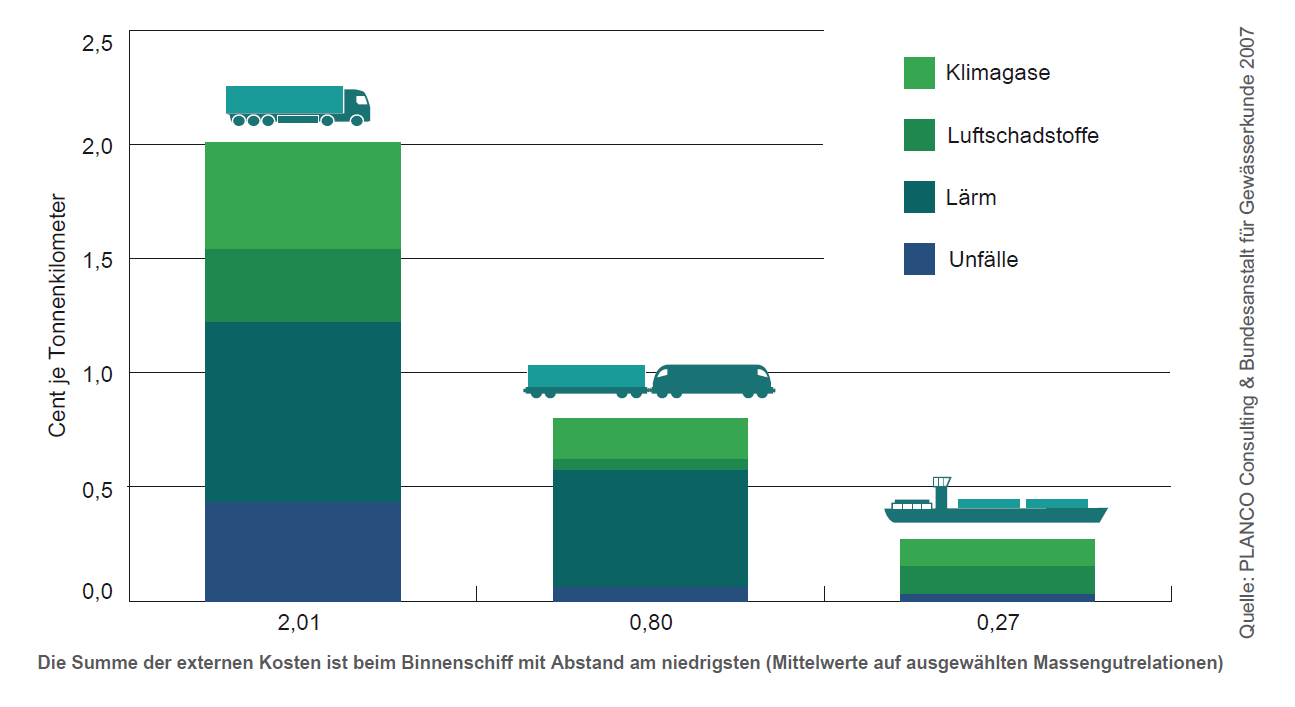 2,5
2,0
1,5
1,0
0,5
0,0
Cent je Tonnenkilometer
Klimagase
Luftschadstoffe
Lärm
Unfälle
2,01
0,80
0,27
Die Summe der externen Kosten ist beim Binnenschiff mit Abstand am niedrigsten (Mittelwerte auf ausgewählten Massengutrelationen)
Quelle: PLANCO Consulting & Bundesanstalt für Gewässerkunde 2007